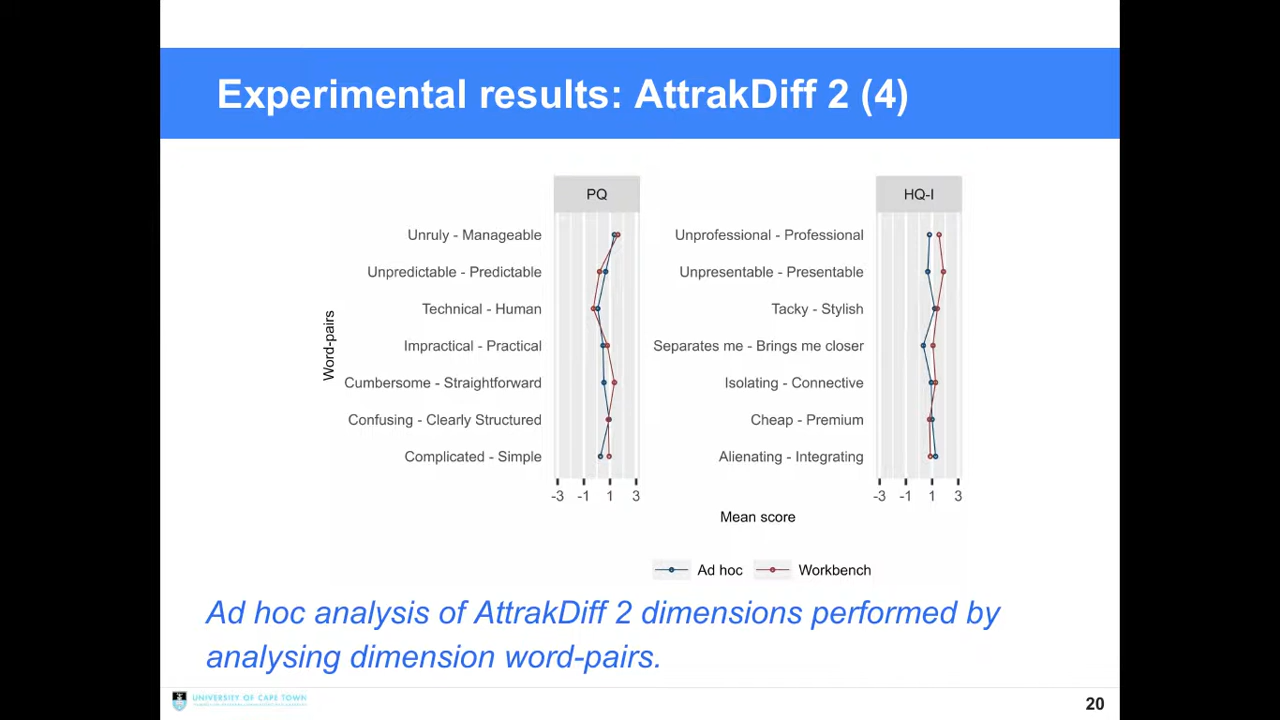 Experimental results: AttrakDiff 2 (4)
PQ
HQ-I
Word-pairs
Unruly - Manageable
Unpredictable - Predictable
Technical - Human
Impractical - Practical
Cumbersome - Straightforward
Confusing - Clearly Structured
Complicated - Simple
Unprofessional - Professional
Unpresentable - Presentable
Tacky - Stylish
Separates me - Brings me closer
Isolating - Connective
Cheap - Premium
Alienating - Integrating
-3 -1 1 3
-3 -1 1 3
Mean score
Ad hoc Workbench
Ad hoc analysis of AttrakDiff 2 dimensions performed by
analysing dimension word-pairs.
UNIVERSITY OF CAPE TOWN
20